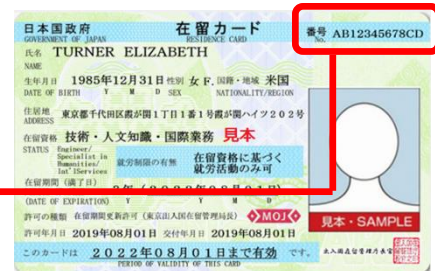 日本国政府 在留カード 番号 AB12345678CD
GOVERNMENT OF JAPAN RESIDENCE CARD No.
氏名 TURNER ELIZABETH
NAME
生年月日 1985年12月31日 性別 女 F. 国籍・地域 米国
DATE OF BIRTH Y M D SEX NATIONALITY/REGION
住居地 東京都千代田区霞が関1丁目1番1号霞が関ハイツ202号
ADDRESS
在留資格 技術・人文知識・国際業務 見本
STATUS Engineer/
Specialist in
Humanities/
Int'lServices
就労制限の有無 在留資格に基づく
就労活動のみ可
在留期間(満了日)
(DATE OF EXPIRATION) Y M D
許可の種類 在留期間更新許可(東京出入国在留管理局長) MOJ
見本・SAMPLE
許可年月日 2019年08月01日 交付年月日 2019年08月01日
このカードは 2022年08月01日まで有効 です。
PERIOD OF VALIDITY OF THIS CARD
出入国在留管理庁長官